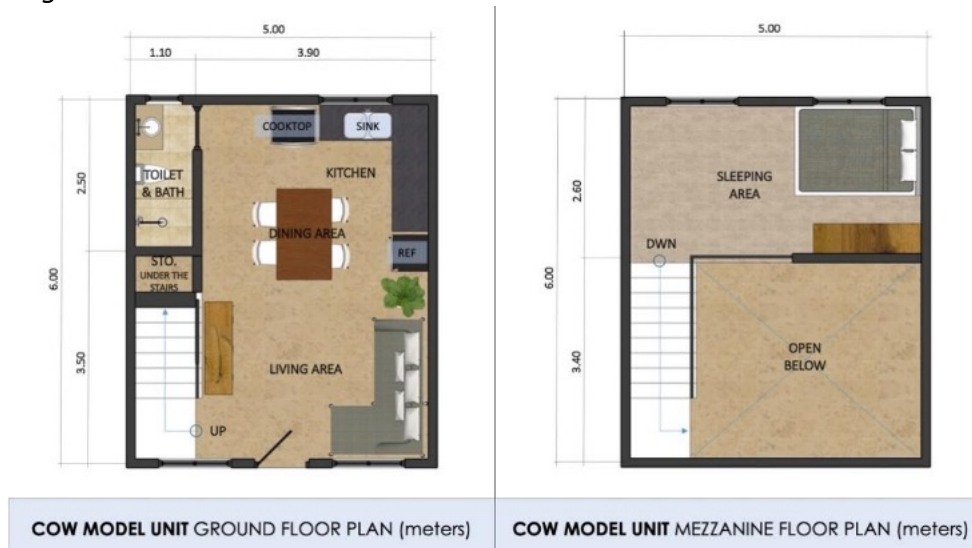 5.00
1.10
3.90
2.50
6.00
3.50
COOKTOP
SINK
KITCHEN
TOILET
& BATH
DINING AREA
REF
STO.
UNDER THE
STAIRS
LIVING AREA
UP
COW MODEL UNIT GROUND FLOOR PLAN (meters)
5.00
2.60
6.00
3.40
SLEEPING
AREA
DWN
OPEN
BELOW
COW MODEL UNIT MEZZANINE FLOOR PLAN (meters)